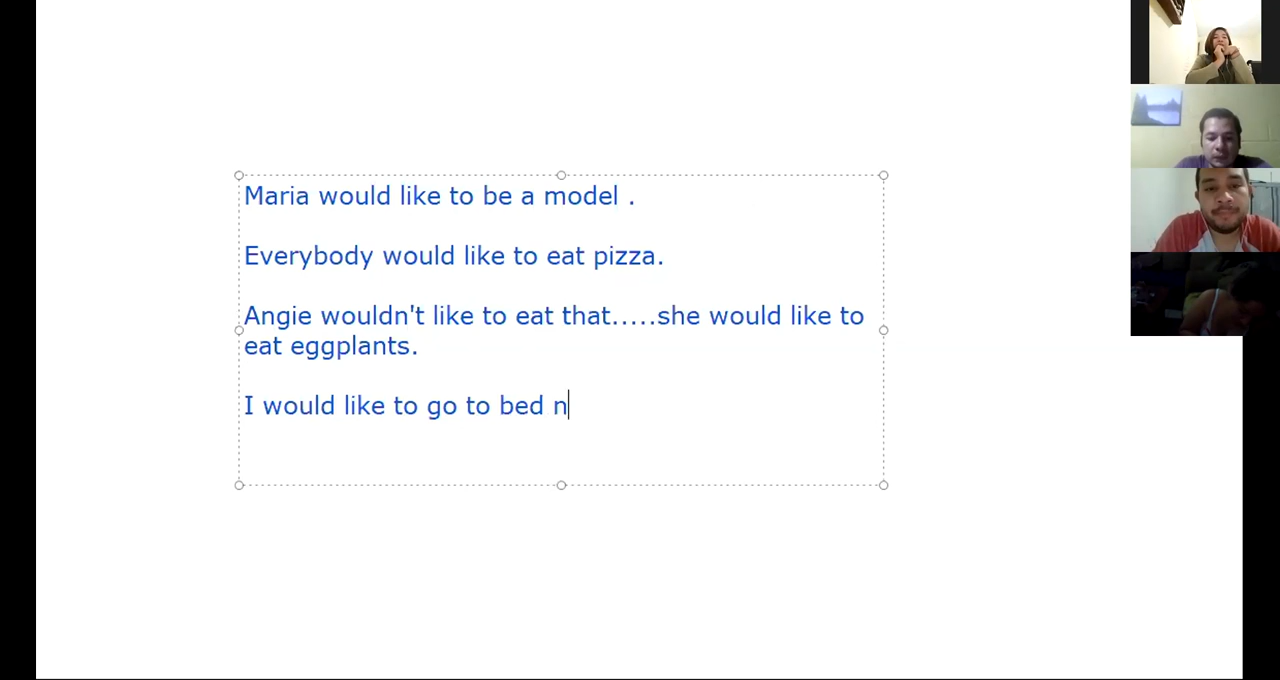 Maria would like to be a model .
Everybody would like to eat pizza.
Angie wouldn't like to eat that.....she would like to
eat eggplants.
I would like to go to bed n